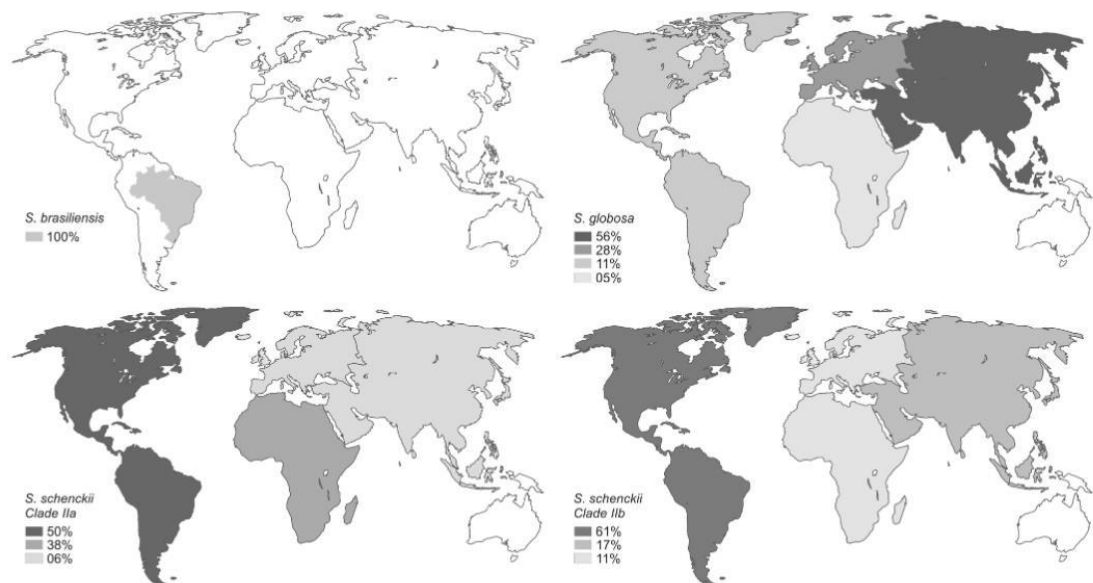 S. brasiliensis
100%
S. globosa
56%
28%
11%
05%
S. schenckii
Clade IIa
50%
38%
06%
S. schenckii
Clade IIb
61%
17%
11%